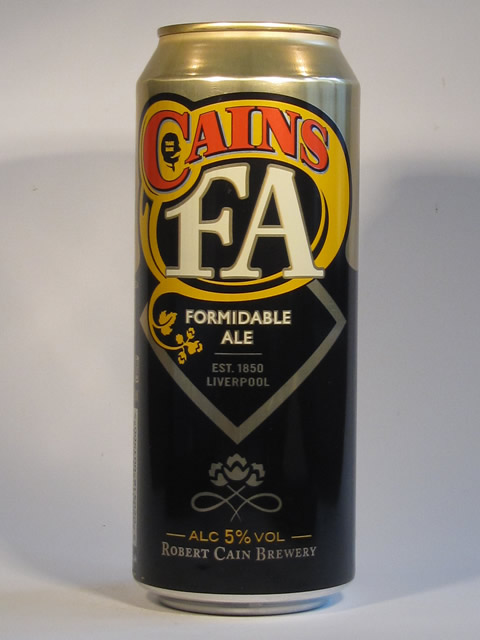 CAINS
FA
FORMIDABLE
ALE
EST. 1850
LIVERPOOL
ALC 5% VOL
ROBERT CAIN BREWERY